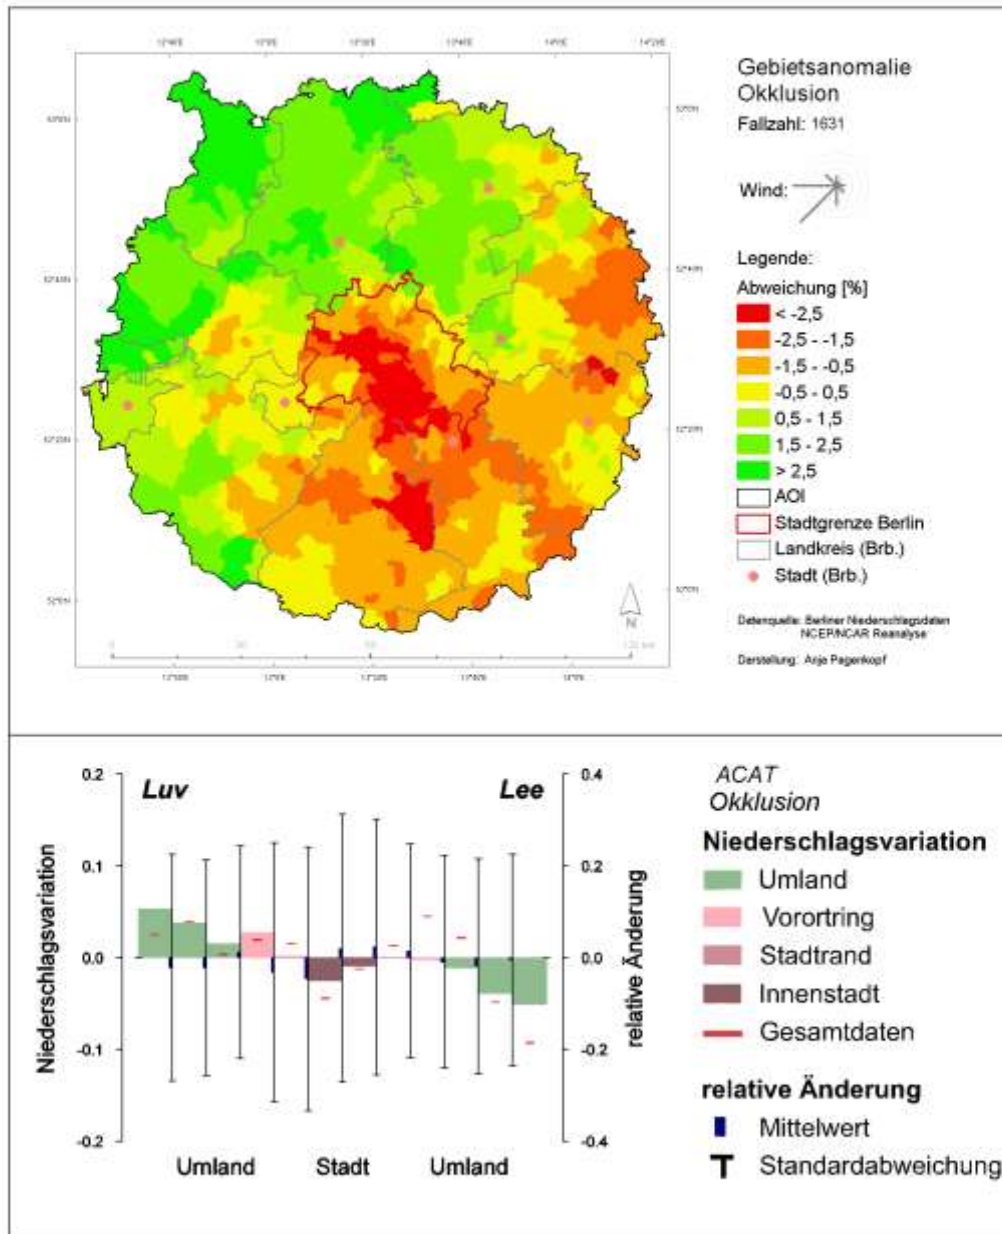 Gebietsanomalie
Okklusion
Fallzahl: 1631
Wind:
Legende:
Abweichung [%]
< -2,5
-2,5 - -1,5
-1,5 - -0,5
-0,5 - 0,5
0,5 - 1,5
1,5 - 2,5
> 2,5
AOI
Stadtgrenze Berlin
Landkreis (Brb.)
Stadt (Brb.)
N
Datenquelle: Berliner Niederschlagsdaten
NCEP/NCAR Reanalyse
Darstellung: Anja Pagenkopf
0.2
0.1
0.0
-0.1
-0.2
Niederschlagsvariation
Luv
Lee
0.4
0.2
0.0
-0.2
-0.4
relative Änderung
Umland
Stadt
Umland
ACAT
Okklusion
Niederschlagsvariation
Umland
Vorortring
Stadtrand
Innenstadt
Gesamtdaten
relative Änderung
Mittelwert
Standardabweichung